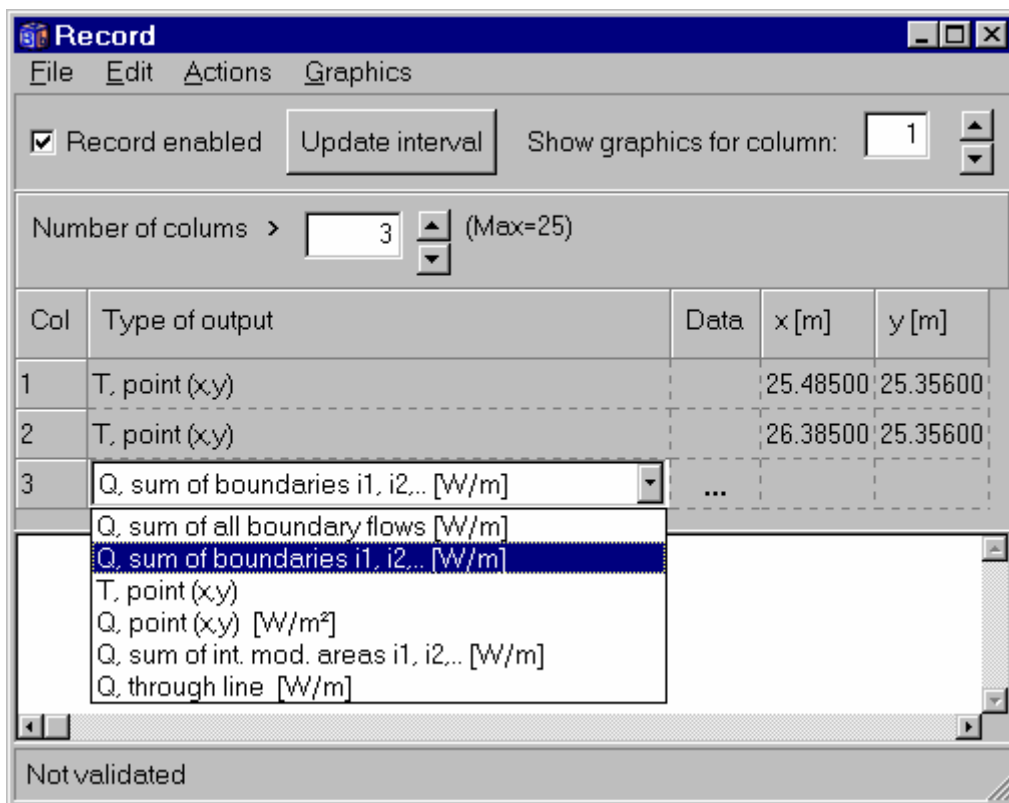 Record
File Edit Actions Graphics
Record enabled Update interval Show graphics for column: 1
Number of colums > 3 (Max=25)
Col Type of output Data x [m] y [m]
1 T, point (x,y) 25.48500 25.35600
2 T, point (x,y) 26.38500 25.35600
3 Q, sum of boundaries i1, i2,.. [W/m] ...
Q, sum of all boundary flows [W/m]
Q, sum of boundaries i1, i2,.. [W/m]
T, point (x,y)
Q, point (x,y) [W/m²]
Q, sum of int. mod. areas i1, i2,.. [W/m]
Q, through line [W/m]
Not validated